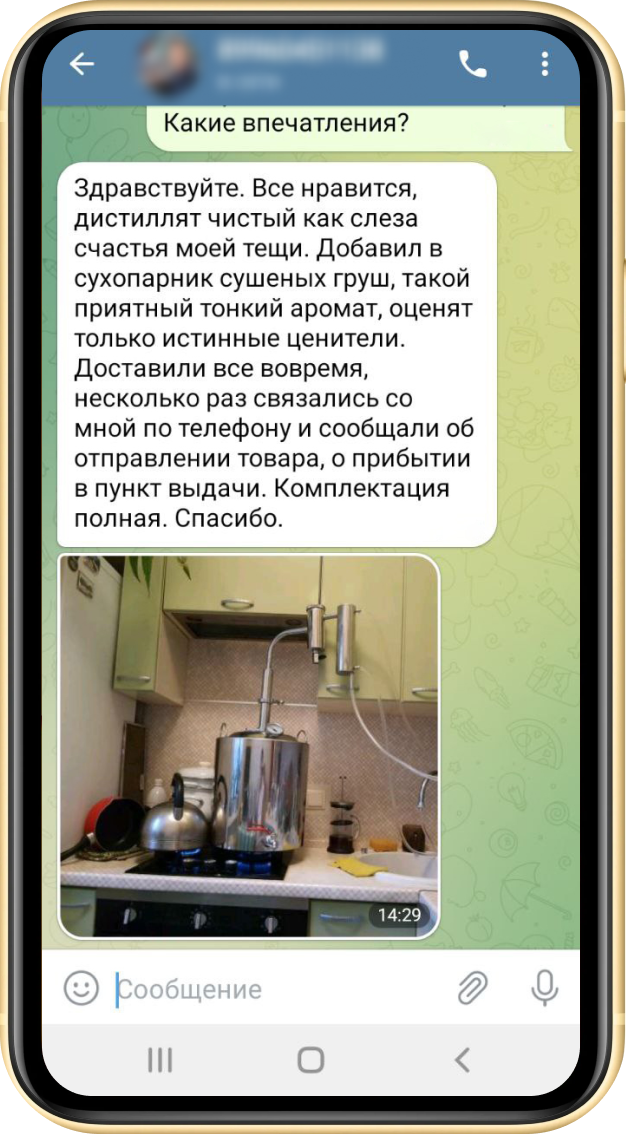 Какие впечатления?
Здравствуйте. Все нравится,
дистиллят чистый как слеза
счастья моей тещи. Добавил в
сухопарник сушеных груш, такой
приятный тонкий аромат, оценят
только истинные ценители.
Доставили все вовремя,
несколько раз связались со
мной по телефону и сообщали об
отправлении товара, о прибытии
в пункт выдачи. Комплектация
полная. Спасибо.
14:29
Сообщение